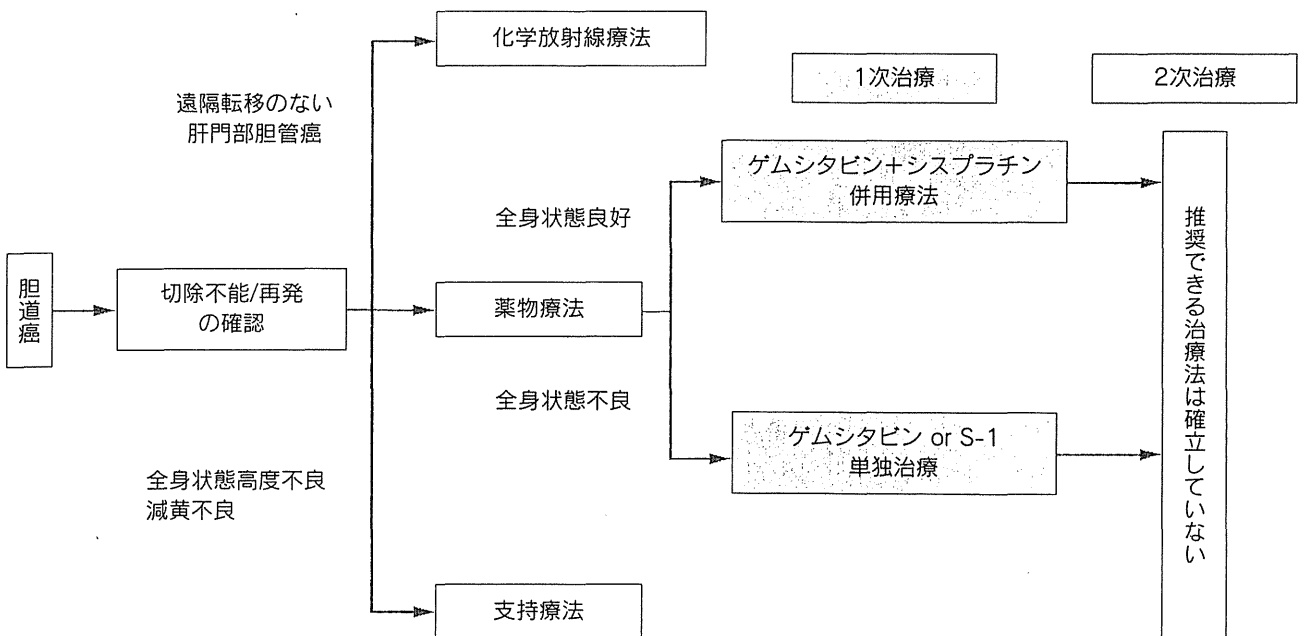 化学放射線療法
1次治療
2次治療
遠隔転移のない
肝門部胆管癌
ゲムシタビン+シスプラチン
併用療法
全身状態良好
胆道癌
切除不能/再発
の確認
薬物療法
推奨できる治療法は確立していない
全身状態不良
ゲムシタビン or S-1
単独治療
全身状態高度不良
減黄不良
支持療法